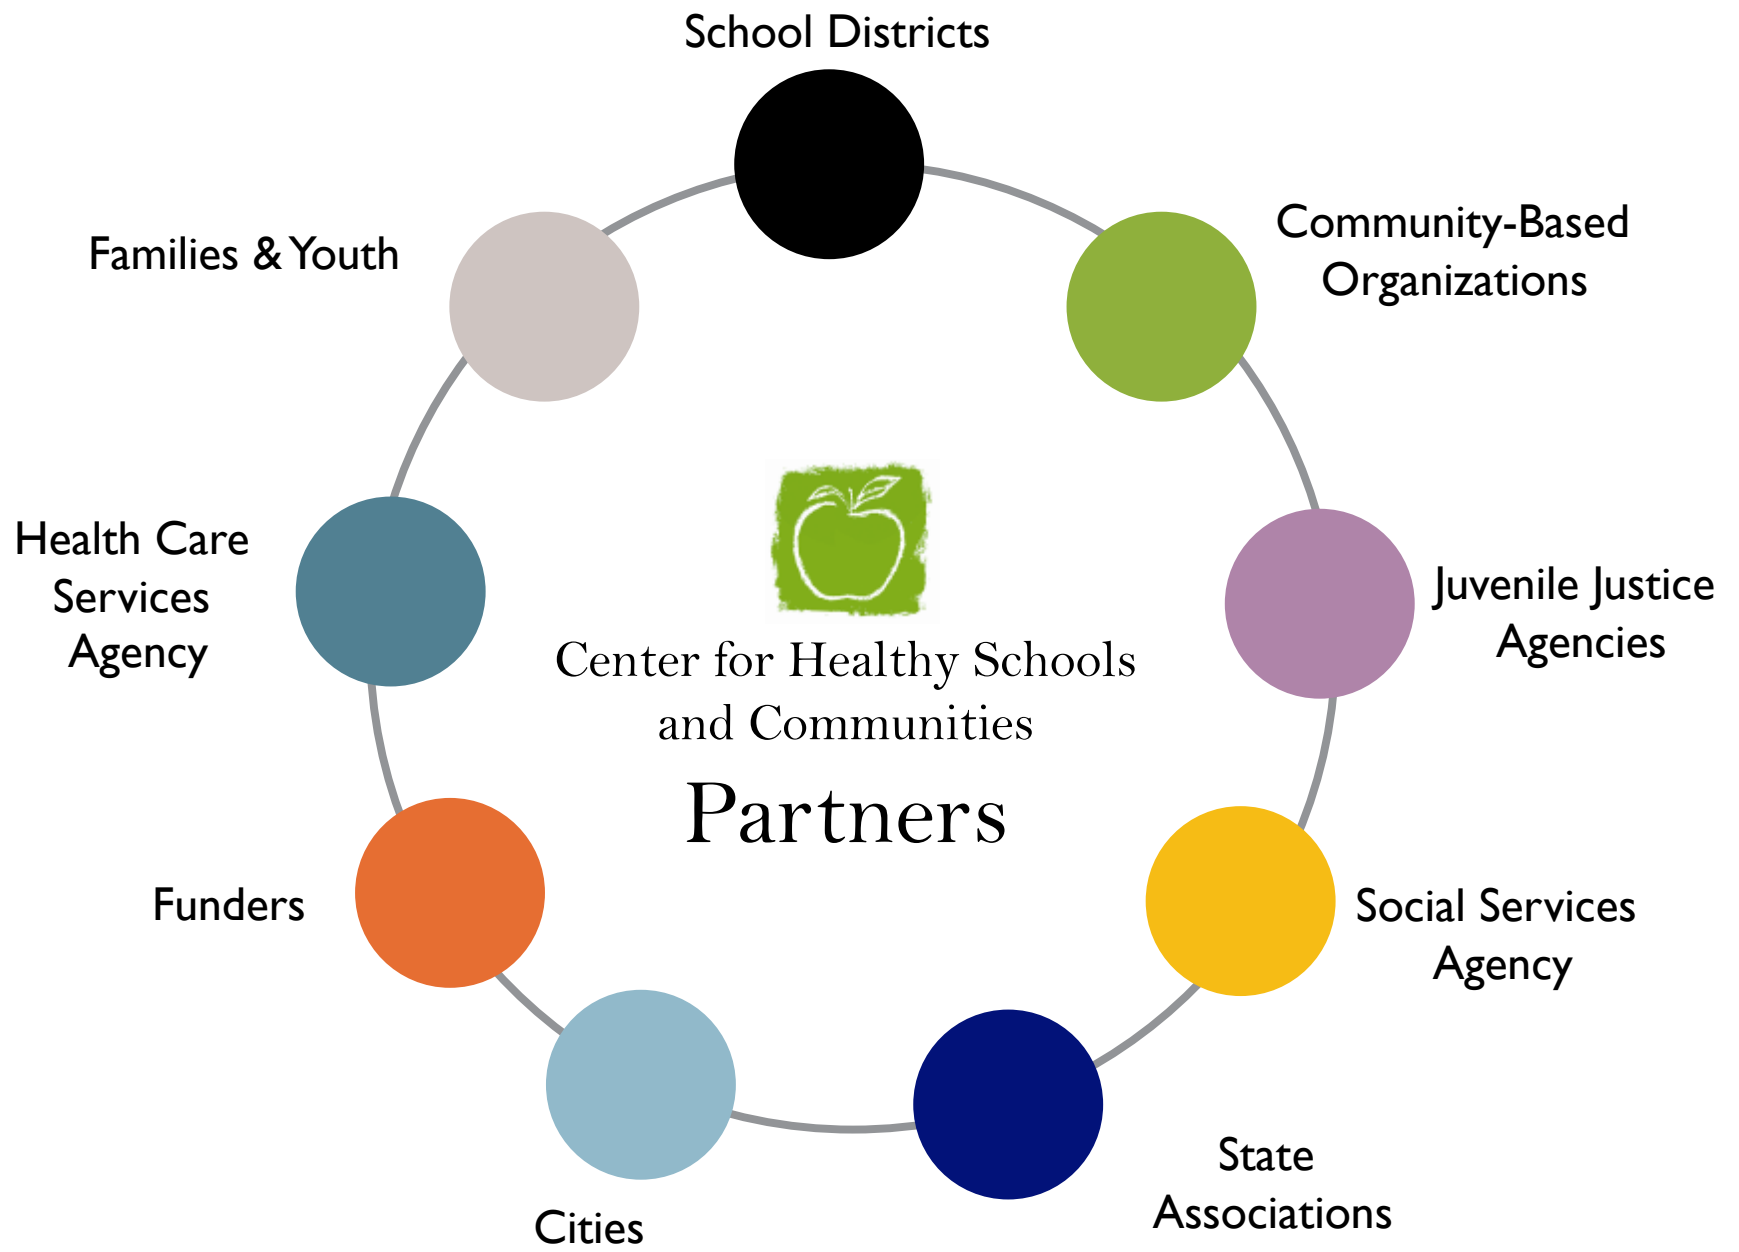 School Districts
Community-Based
Organizations
Families & Youth
Health Care
Services
Agency
Juvenile Justice
Agencies
Center for Healthy Schools
and Communities
Partners
Funders
Social Services
Agency
State
Associations
Cities